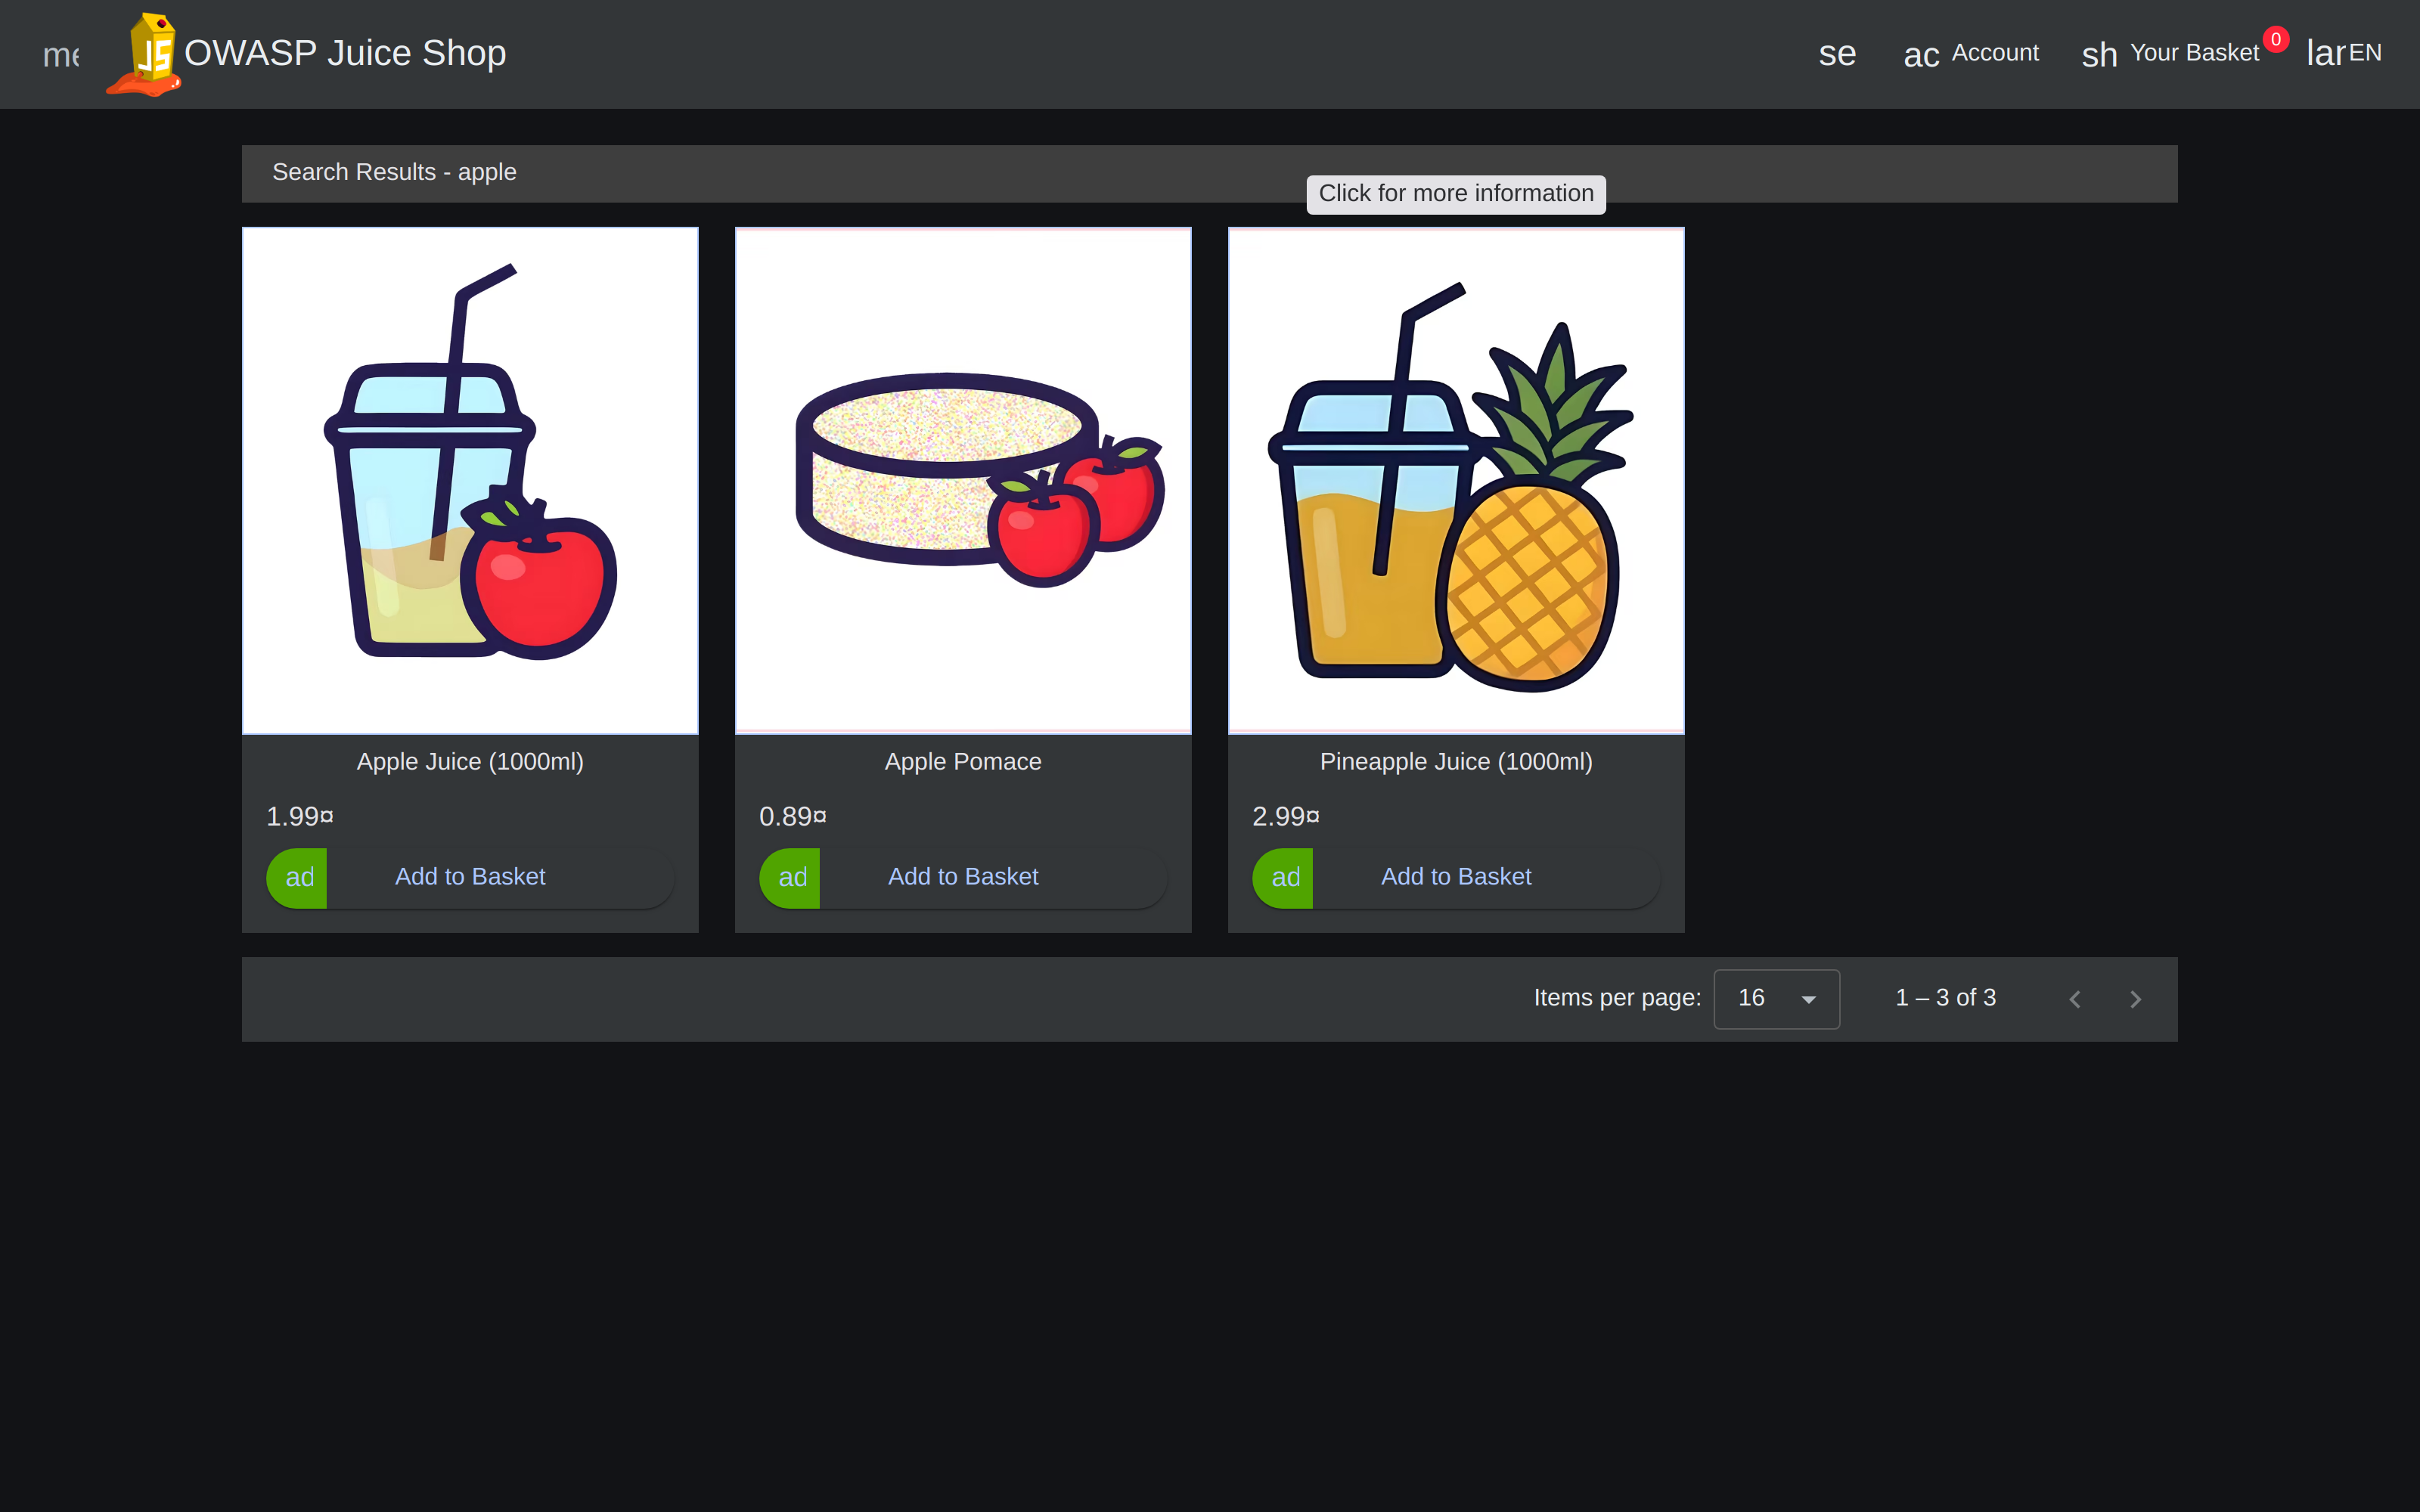 me OWASP Juice Shop se ac Account sh Your Basket 0 lar EN
Search Results - apple
Click for more information
Apple Juice (1000ml)
1.99¤
ad Add to Basket
Apple Pomace
0.89¤
ad Add to Basket
Pineapple Juice (1000ml)
2.99¤
ad Add to Basket
Items per page: 16 1 – 3 of 3